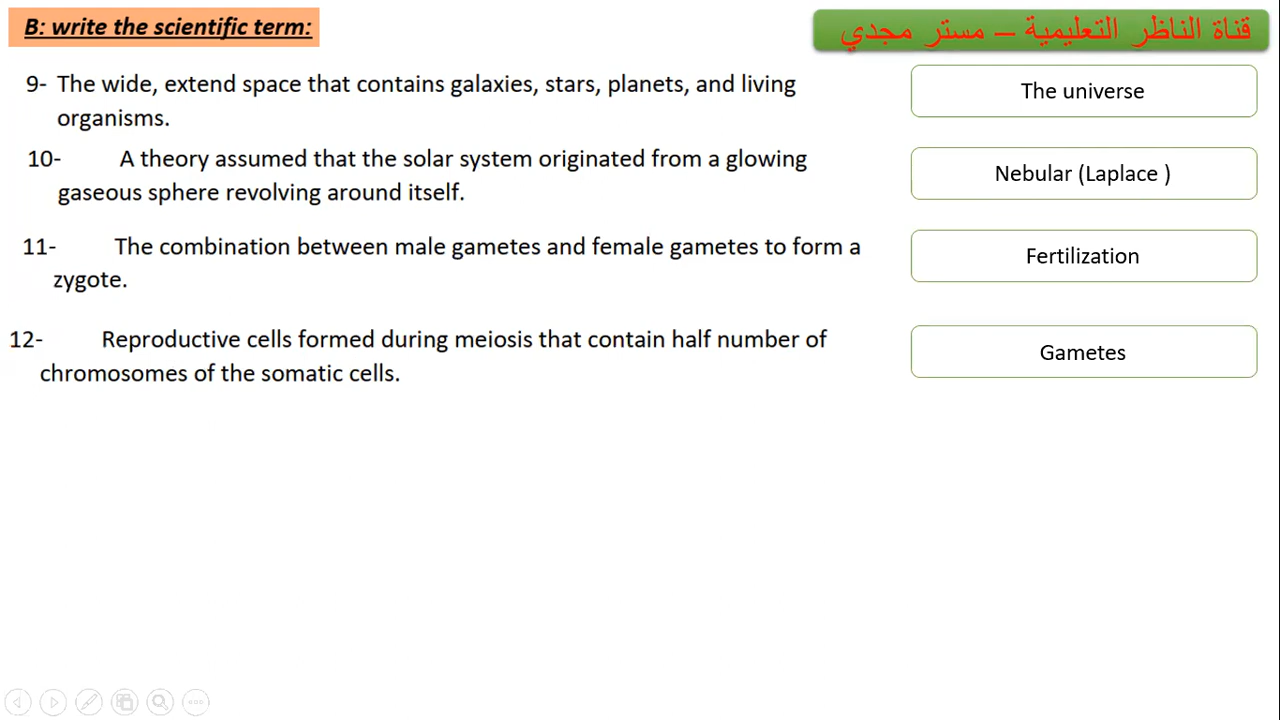 B: write the scientific term:
قناة الناظر التعليمية – مستر مجدي
9- The wide, extend space that contains galaxies, stars, planets, and living
organisms.
The universe
10- A theory assumed that the solar system originated from a glowing
gaseous sphere revolving around itself.
Nebular (Laplace )
11- The combination between male gametes and female gametes to form a
zygote.
Fertilization
12- Reproductive cells formed during meiosis that contain half number of
chromosomes of the somatic cells.
Gametes